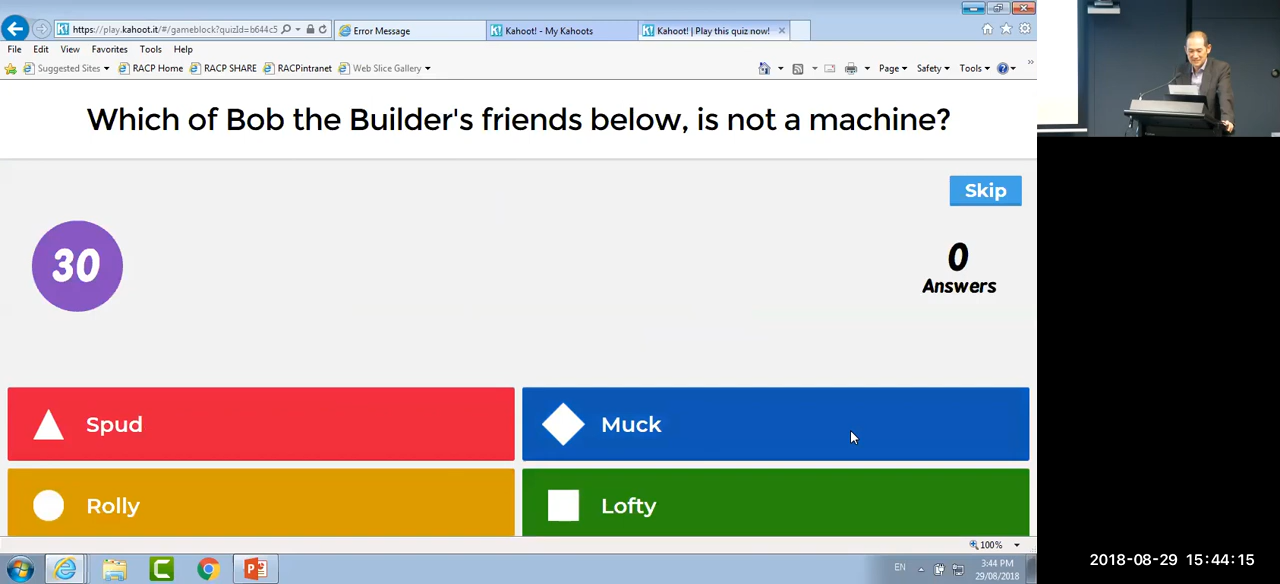 https://play.kahoot.it/#/gameblock?quizId=b644c5
Error Message
Kahoot! - My Kahoots
Kahoot! | Play this quiz now!
File Edit View Favorites Tools Help
Suggested Sites RACP Home RACP SHARE RACPintranet Web Slice Gallery
Page Safety Tools
Which of Bob the Builder's friends below, is not a machine?
Skip
30
0
Answers
Spud
Muck
Rolly
Lofty
100%
EN
3:44 PM
29/08/2018
2018-08-29 15:44:15